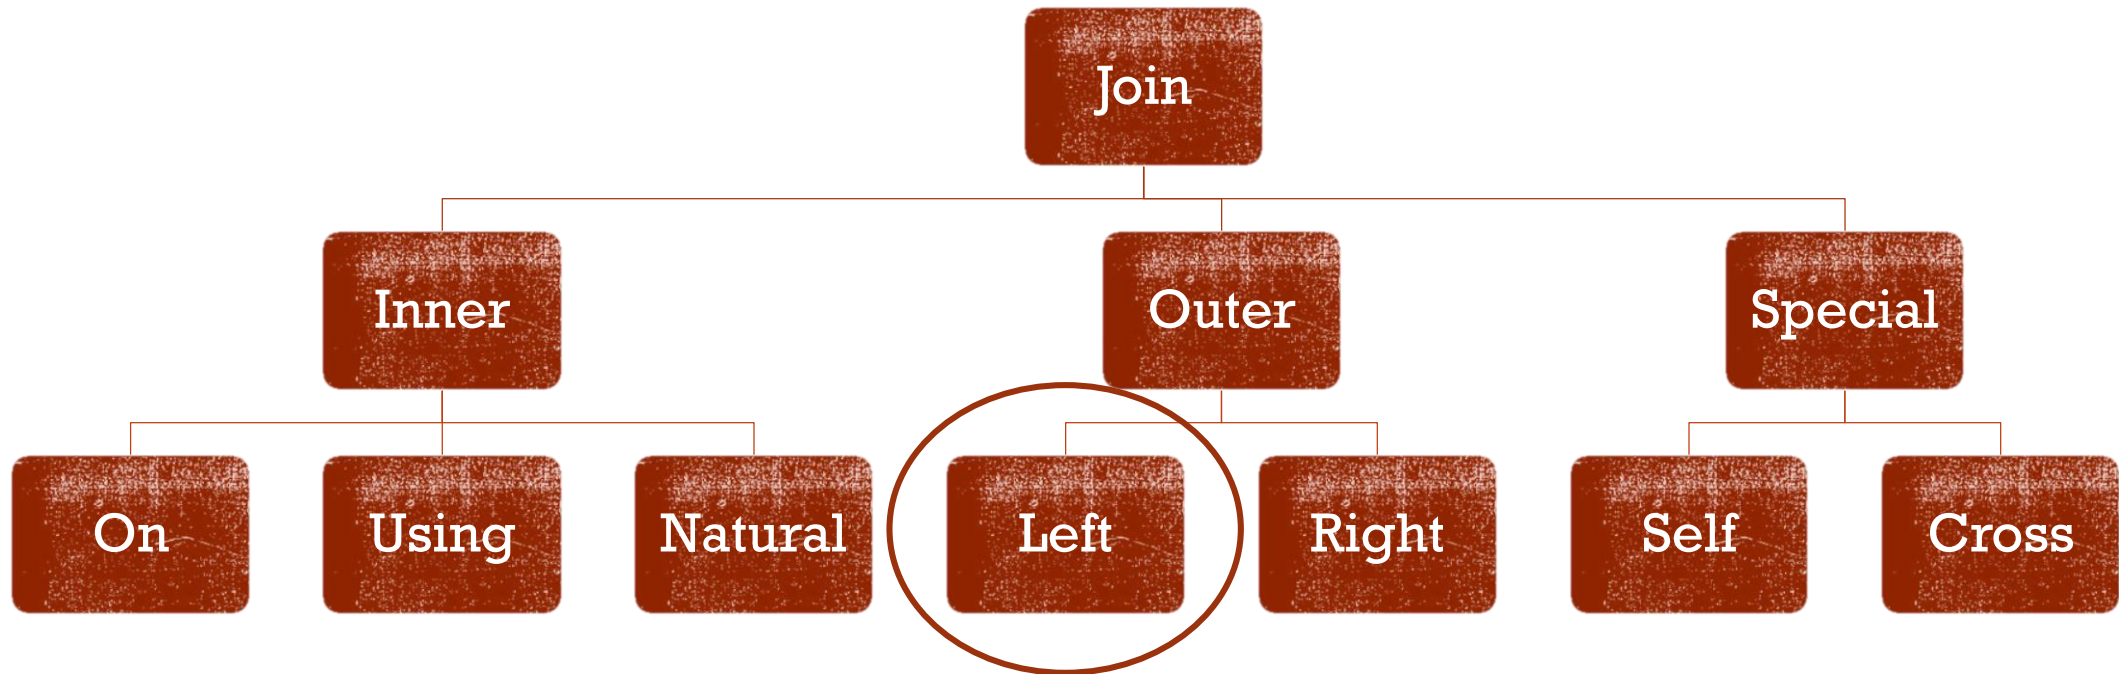 Join
Inner
Outer
Special
On
Using
Natural
Left
Right
Self
Cross